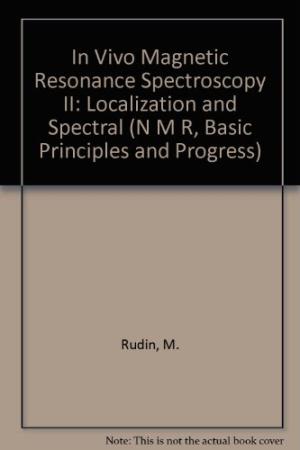 In Vivo Magnetic
Resonance Spectroscopy
II: Localization and
Spectral (N M R, Basic
Principles and Progress)
Rudin, M.
Note: This is not the actual book cover